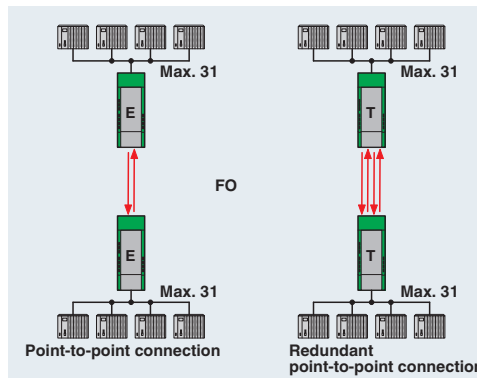 Max. 31
Max. 31
E
T
FO
E
T
Max. 31
Max. 31
Point-to-point connection
Redundant
point-to-point connection